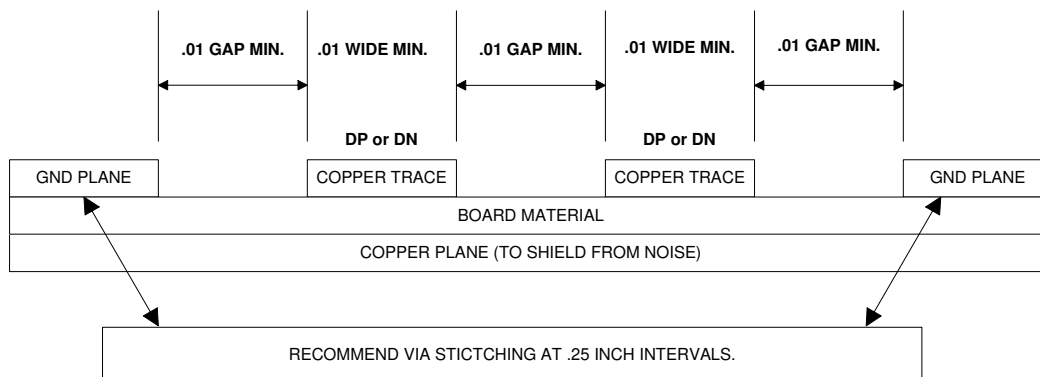 .01 GAP MIN.
.01 WIDE MIN.
.01 GAP MIN.
.01 WIDE MIN.
.01 GAP MIN.
DP or DN
DP or DN
GND PLANE
COPPER TRACE
COPPER TRACE
GND PLANE
BOARD MATERIAL
COPPER PLANE (TO SHIELD FROM NOISE)
RECOMMEND VIA STICTCHING AT .25 INCH INTERVALS.